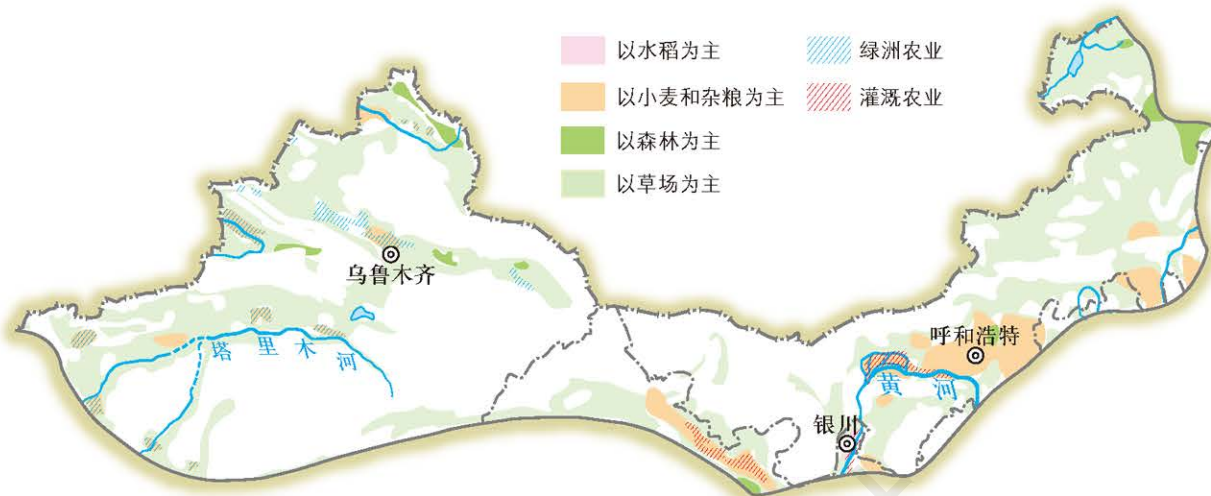 以水稻为主
绿洲农业
以小麦和杂粮为主
灌溉农业
以森林为主
以草场为主
乌鲁木齐
塔里木河
呼和浩特
黄河
银川